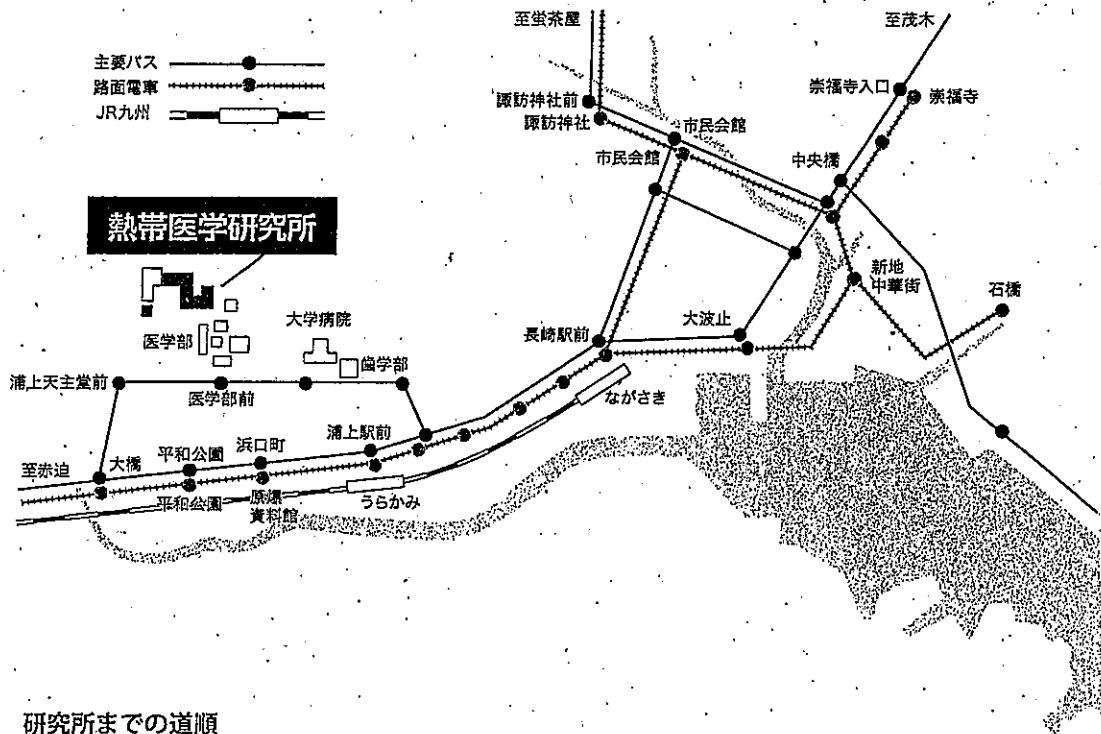 至蛍茶屋
至茂木
主要バス
路面電車
JR九州
崇福寺入口
崇福寺
諏訪神社前
諏訪神社
市民会館
市民会館
中央橋
熱帯医学研究所
新地
中華街
石橋
大学病院
医学部
歯学部
長崎駅前
大波止
浦上天主堂前
医学部前
ながさき
浦上駅前
浜口町
平和公園
大橋
至赤迫
うらかみ
平和公園
原爆
資料館
研究所までの道順